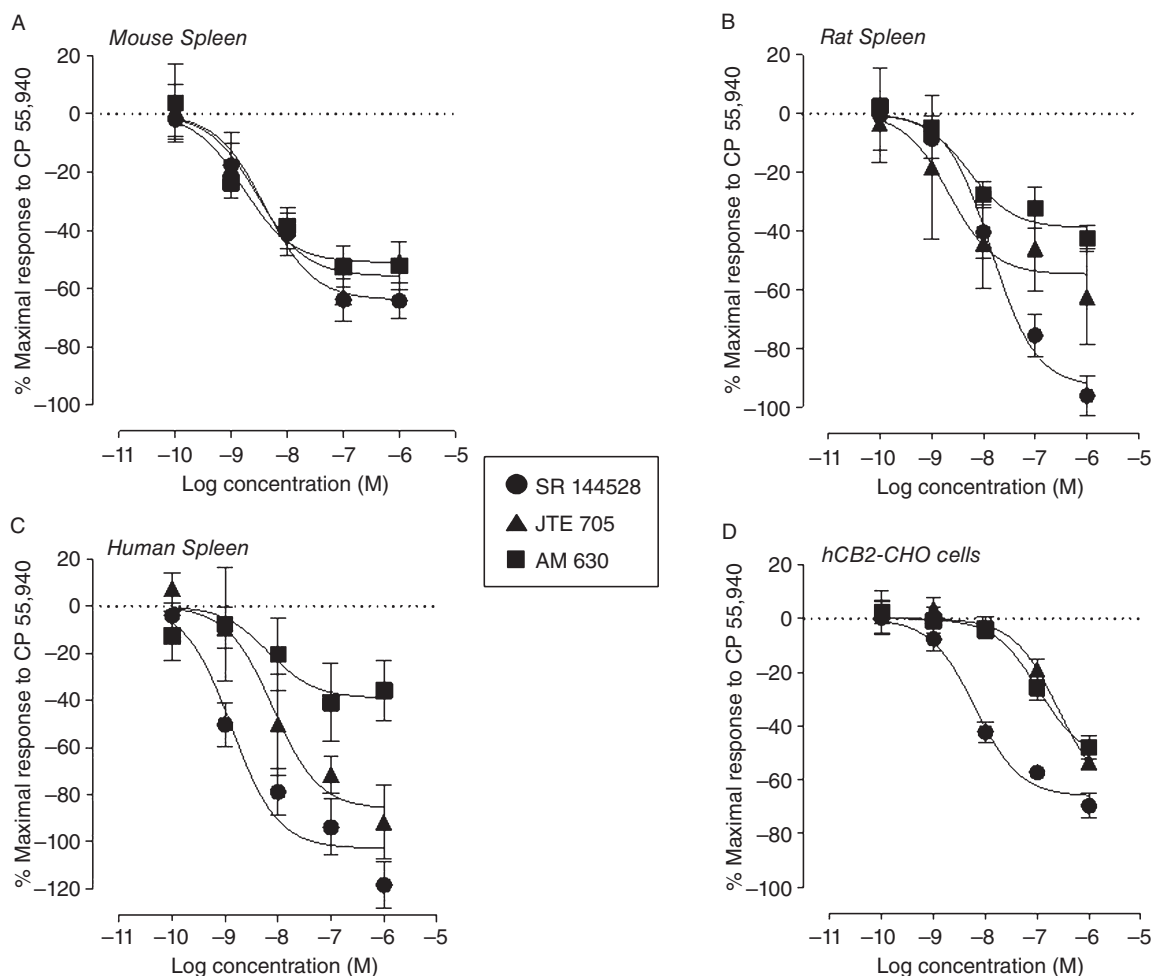 A
Mouse Spleen
% Maximal response to CP 55,940
20
0
−20
−40
−60
−80
−100
−11 −10 −9 −8 −7 −6 −5
Log concentration (M)
B
Rat Spleen
% Maximal response to CP 55,940
20
0
−20
−40
−60
−80
−100
−11 −10 −9 −8 −7 −6 −5
Log concentration (M)
SR 144528
JTE 705
AM 630
C
Human Spleen
% Maximal response to CP 55,940
20
0
−20
−40
−60
−80
−100
−120
−11 −10 −9 −8 −7 −6 −5
Log concentration (M)
D
hCB2-CHO cells
% Maximal response to CP 55,940
20
0
−20
−40
−60
−80
−100
−11 −10 −9 −8 −7 −6 −5
Log concentration (M)